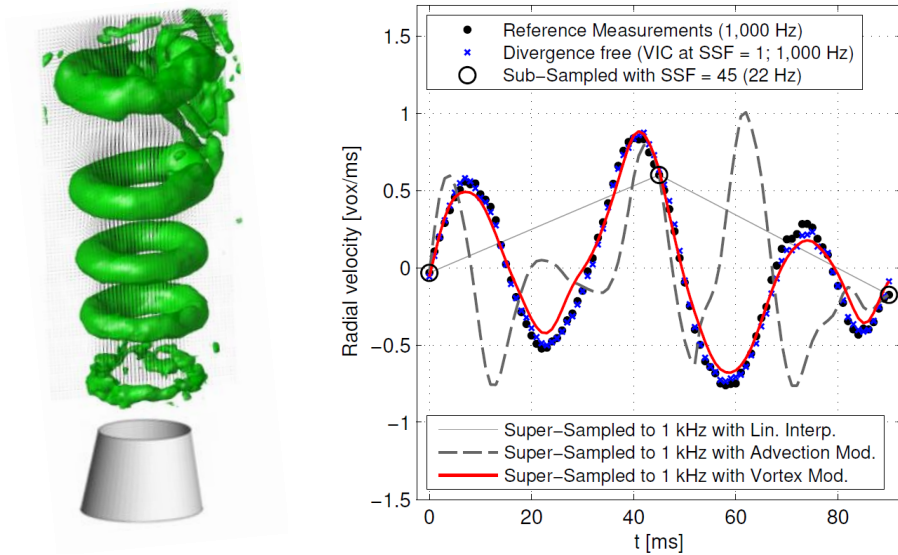 Reference Measurements (1,000 Hz)
Divergence free (VIC at SSF = 1; 1,000 Hz)
Sub−Sampled with SSF = 45 (22 Hz)
1.5
1
0.5
0
−0.5
−1
−1.5
Radial velocity [vox/ms]
Super−Sampled to 1 kHz with Lin. Interp.
Super−Sampled to 1 kHz with Advection Mod.
Super−Sampled to 1 kHz with Vortex Mod.
0 20 40 60 80
t [ms]